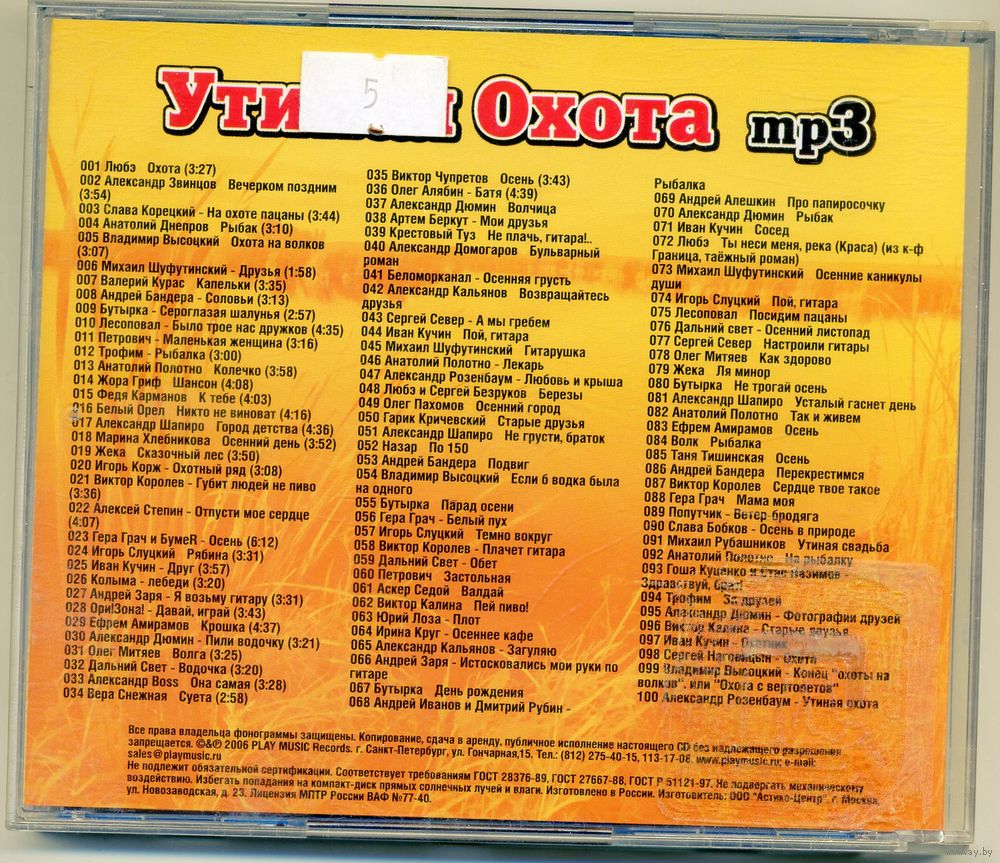 Ути Охота mp3
5
001 Любэ Охота (3:27)
002 Александр Звинцов Вечерком поздним
(3:54)
003 Слава Корецкий - На охоте пацаны (3:44)
004 Анатолий Днепров Рыбак (3:10)
005 Владимир Высоцкий Охота на волков
(3:07)
006 Михаил Шуфутинский - Друзья (1:58)
007 Валерий Курас Капельки (3:35)
008 Андрей Бандера - Соловьи (3:13)
009 Бутырка - Сероглазая шалунья (2:57)
010 Лесоповал - Было трое нас дружков (4:35)
011 Петрович - Маленькая женщина (3:16)
012 Трофим - Рыбалка (3:00)
013 Анатолий Полотно Колечко (3:58)
014 Жора Гриф Шансон (4:08)
015 Федя Карманов К тебе (4:03)
016 Белый Орел Никто не виноват (4:16)
017 Александр Шапиро Город детства (4:36)
018 Марина Хлебникова Осенний день (3:52)
019 Жека Сказочный лес (3:50)
020 Игорь Корж - Охотный ряд (3:08)
021 Виктор Королев - Губит людей не пиво
(3:36)
022 Алексей Степин - Отпусти мое сердце
(4:07)
023 Гера Грач и БумеR - Осень (6:12)
024 Игорь Слуцкий Рябина (3:31)
025 Иван Кучин - Друг (3:57)
026 Колыма - лебеди (3:20)
027 Андрей Заря - Я возьму гитару (3:31)
028 Ори!Зона! - Давай, играй (3:43)
029 Ефрем Амирамов Крошка (4:37)
030 Александр Дюмин - Пили водочку (3:21)
031 Олег Митяев Волга (3:25)
032 Дальний Свет - Водочка (3:20)
033 Александр Boss Она самая (3:28)
034 Вера Снежная Суета (2:58)
035 Виктор Чупретов Осень (3:43)
036 Олег Алябин - Батя (4:39)
037 Александр Дюмин Волчица
038 Артем Беркут - Мои друзья
039 Крестовый Туз Не плачь, гитара!..
040 Александр Домогаров Бульварный
роман
041 Беломорканал - Осенняя грусть
042 Александр Кальянов Возвращайтесь
друзья
043 Сергей Север - А мы гребем
044 Иван Кучин Пой, гитара
045 Михаил Шуфутинский Гитарушка
046 Анатолий Полотно - Лекарь
047 Александр Розенбаум - Любовь и крыша
048 Любэ и Сергей Безруков Березы
049 Олег Пахомов Осенний город
050 Гарик Кричевский Старые друзья
051 Александр Шапиро Не грусти, браток
052 Назар По 150
053 Андрей Бандера Подвиг
054 Владимир Высоцкий Если б водка была
на одного
055 Бутырка Парад осени
056 Гера Грач - Белый пух
057 Игорь Слуцкий Темно вокруг
058 Виктор Королев - Плачет гитара
059 Дальний Свет - Обет
060 Петрович Застольная
061 Аскер Седой Валдай
062 Виктор Калина Пей пиво!
063 Юрий Лоза - Плот
064 Ирина Круг - Осеннее кафе
065 Александр Кальянов - Загуляю
066 Андрей Заря - Истосковались мои руки по
гитаре
067 Бутырка День рождения
068 Андрей Иванов и Дмитрий Рубин -
Рыбалка
069 Андрей Алешкин Про папиросочку
070 Александр Дюмин Рыбак
071 Иван Кучин Сосед
072 Любэ Ты неси меня, река (Краса) (из к-ф
Граница, таёжный роман)
073 Михаил Шуфутинский Осенние каникулы
души
074 Игорь Слуцкий Пой, гитара
075 Лесоповал Посидим пацаны
076 Дальний свет - Осенний листопад
077 Сергей Север Настроили гитары
078 Олег Митяев Как здорово
079 Жека Ля минор
080 Бутырка Не трогай осень
081 Александр Шапиро Усталый гаснет день
082 Анатолий Полотно Так и живем
083 Ефрем Амирамов Осень
084 Волк Рыбалка
085 Таня Тишинская Осень
086 Андрей Бандера Перекрестимся
087 Виктор Королев Сердце твое такое
088 Гера Грач Мама моя
089 Попутчик - Ветер-бродяга
090 Слава Бобков - Осень в природе
091 Михаил Рубашников Утиная свадьба
092 Анатолий Полотно - На рыбалку
093 Гоша Куценко и Стас Назимов -
Здравствуй, брат!
094 Трофим За друзей
095 Александр Дюмин - Фотографии друзей
096 Виктор Калина - Старые друзья
097 Иван Кучин - Охотник
098 Сергей Наговицын - Охота
099 Владимир Высоцкий - Конец "охоты на
волков". или "Охота с вертолетов"
100 Александр Розенбаум - Утиная охота
Все права владельца фонограммы защищены. Копирование, сдача в аренду, публичное исполнение настоящего CD без надлежащего разрешения
запрещается. ©&℗ 2006 PLAY MUSIC Records. г. Санкт-Петербург, ул. Гончарная,15. Тел.: (812) 275-40-15, 113-17-08. www.playmusic.ru; e-mail:
sales@playmusic.ru
Не подлежит обязательной сертификации. Соответствует требованиям ГОСТ 28376-89, ГОСТ 27667-88, ГОСТ Р 51121-97. Не подвергать механическому
воздействию. Избегать попадания на компакт-диск прямых солнечных лучей и влаги. Изготовлено в России. Изготовитель: ООО "Астико-Центр". г. Москва,
ул. Новозаводская, д. 23. Лицензия МПТР России ВАФ №77-40.
www.ay.by